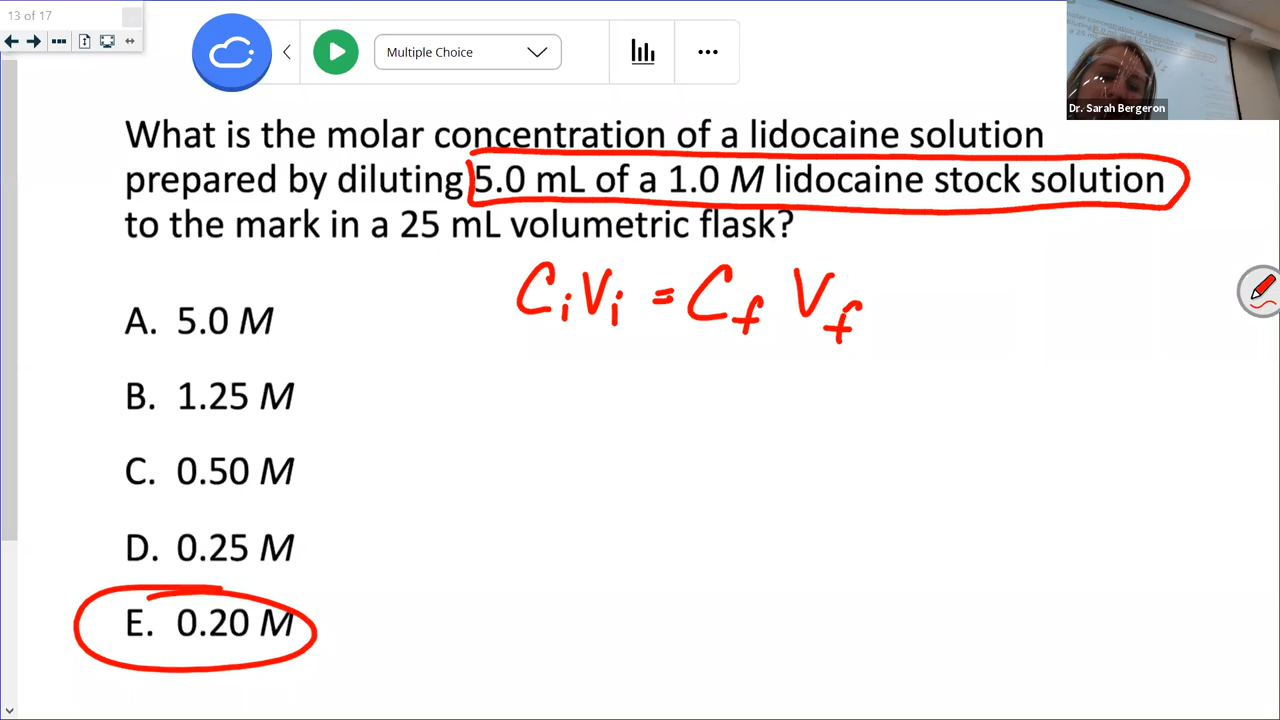 13 of 17
Multiple Choice
Dr. Sarah Bergeron
What is the molar concentration of a lidocaine solution
prepared by diluting 5.0 mL of a 1.0 M lidocaine stock solution
to the mark in a 25 mL volumetric flask?
CiVi = Cf Vf
A. 5.0 M
B. 1.25 M
C. 0.50 M
D. 0.25 M
E. 0.20 M